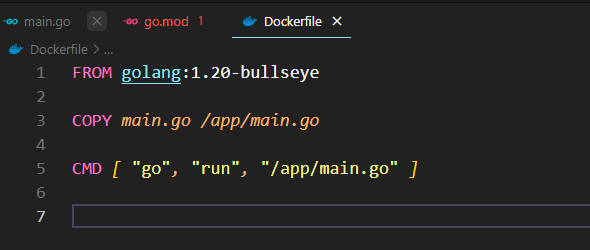 main.go
go.mod 1
Dockerfile
Dockerfile > ...
1 FROM golang:1.20-bullseye
2
3 COPY main.go /app/main.go
4
5 CMD [ "go", "run", "/app/main.go" ]
6
7